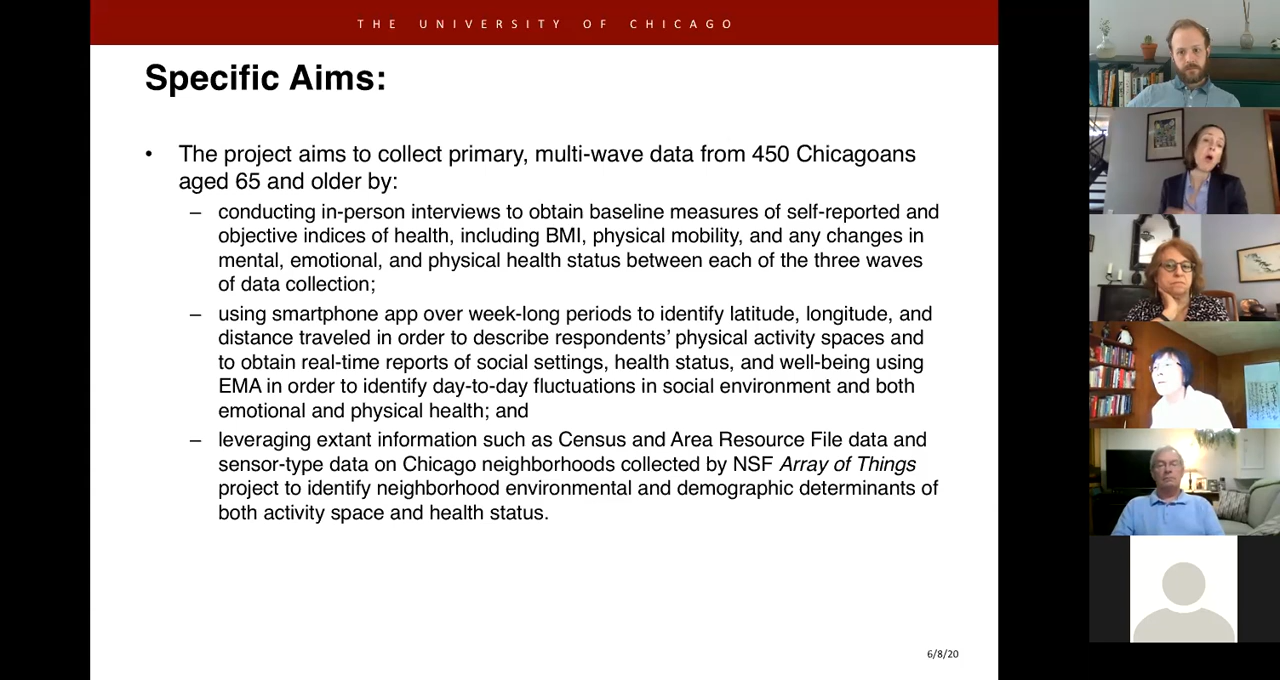 THE UNIVERSITY OF CHICAGO
Specific Aims:
• The project aims to collect primary, multi-wave data from 450 Chicagoans
aged 65 and older by:
– conducting in-person interviews to obtain baseline measures of self-reported and
objective indices of health, including BMI, physical mobility, and any changes in
mental, emotional, and physical health status between each of the three waves
of data collection;
– using smartphone app over week-long periods to identify latitude, longitude, and
distance traveled in order to describe respondents’ physical activity spaces and
to obtain real-time reports of social settings, health status, and well-being using
EMA in order to identify day-to-day fluctuations in social environment and both
emotional and physical health; and
– leveraging extant information such as Census and Area Resource File data and
sensor-type data on Chicago neighborhoods collected by NSF Array of Things
project to identify neighborhood environmental and demographic determinants of
both activity space and health status.
6/8/20